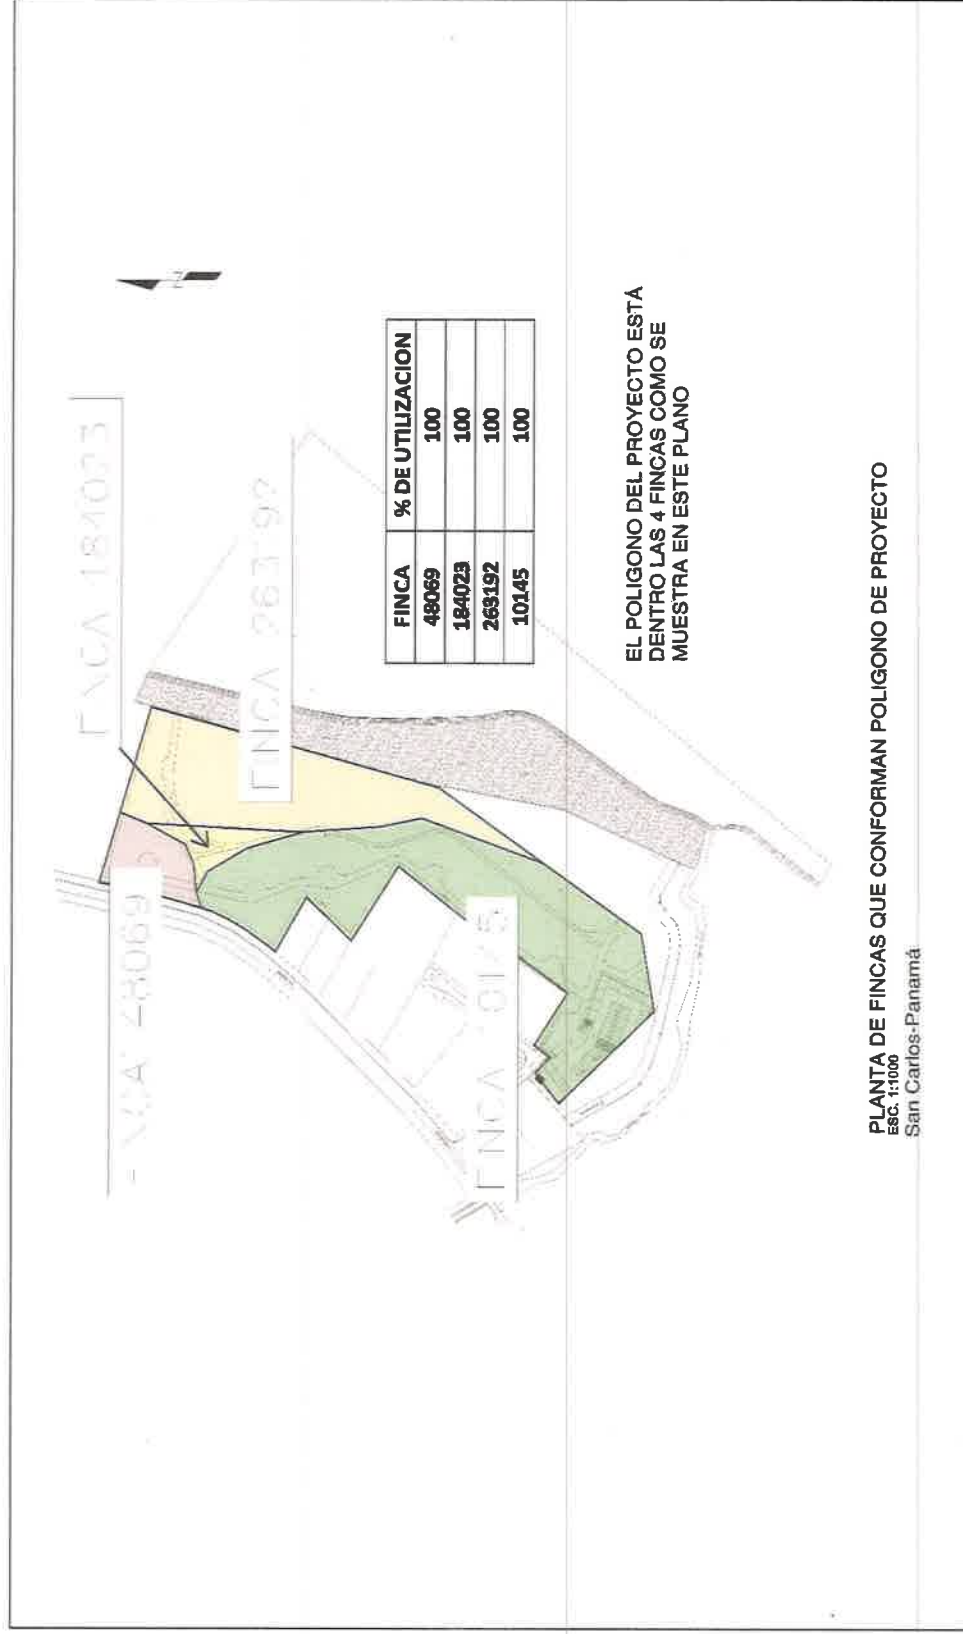 FINCA 184023
FINCA 263192
FINCA 48069
FINCA
N
FINCA % DE UTILIZACION
48069 100
184023 100
263192 100
10145 100
EL POLIGONO DEL PROYECTO ESTÁ
DENTRO LAS 4 FINCAS COMO SE
MUESTRA EN ESTE PLANO
PLANTA DE FINCAS QUE CONFORMAN POLIGONO DE PROYECTO
ESC. 1:1000
San Carlos-Panamá